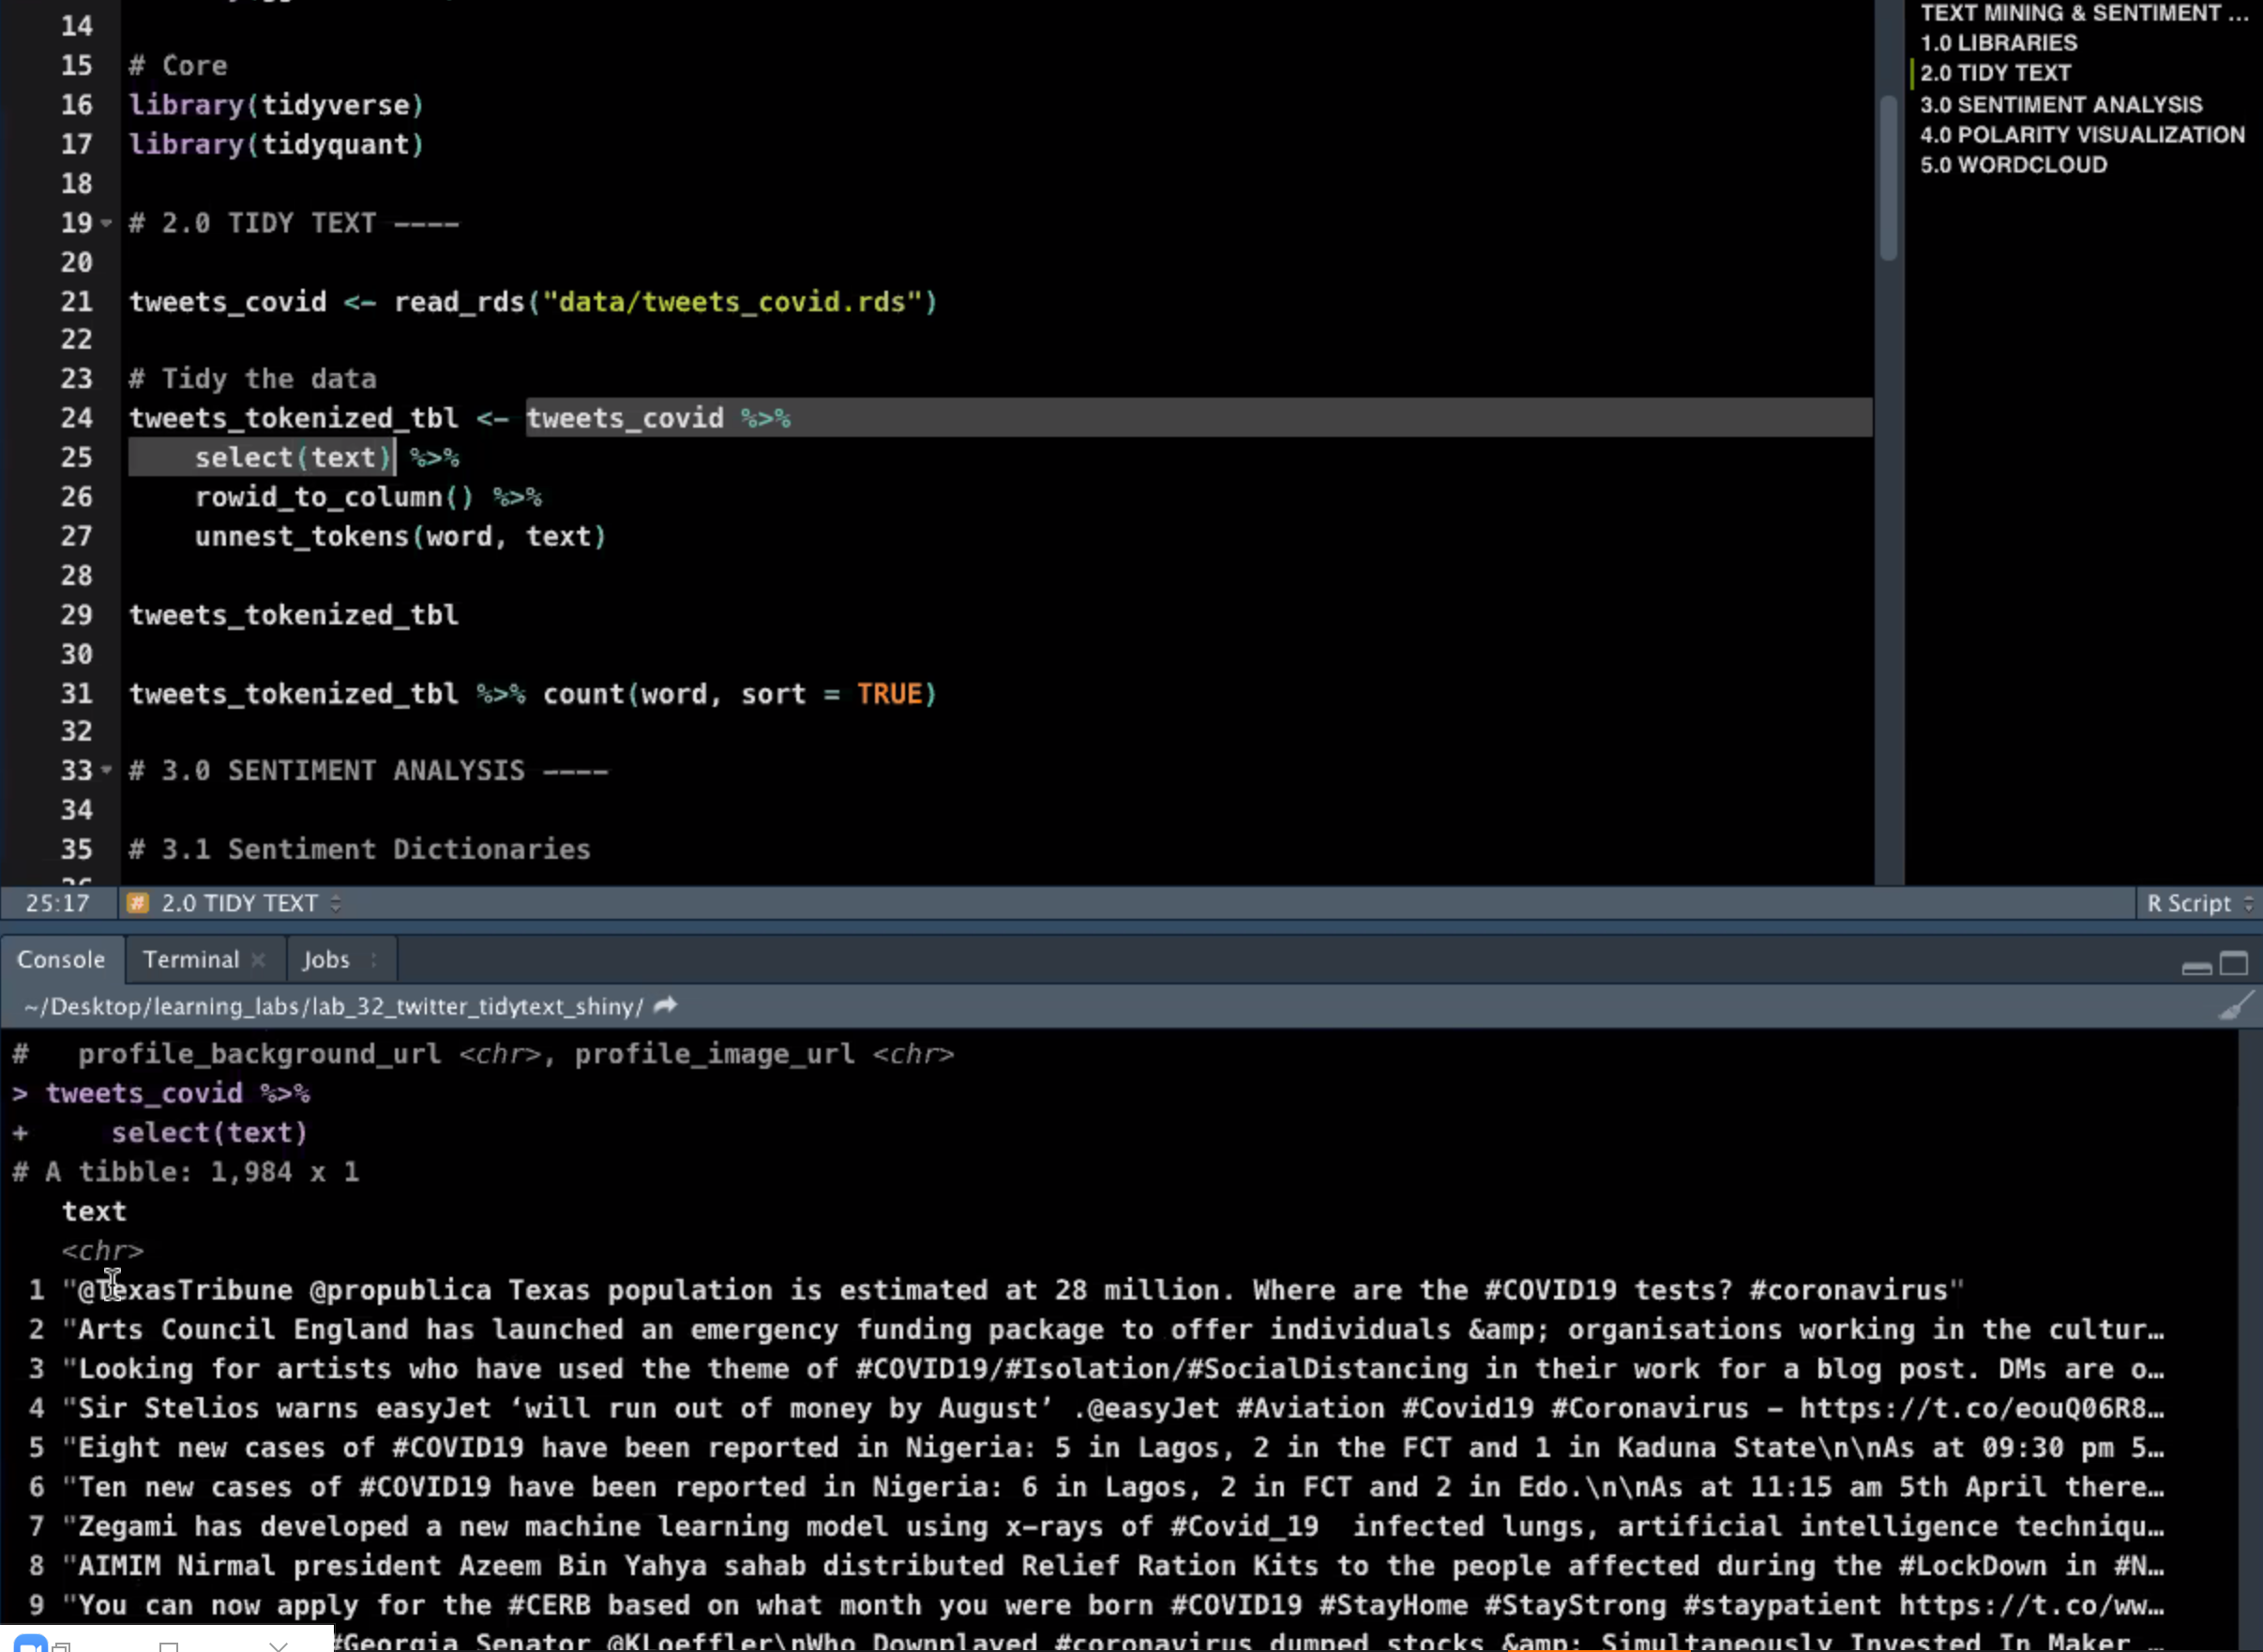 14
15 # Core
16 library(tidyverse)
17 library(tidyquant)
18
19 # 2.0 TIDY TEXT ----
20
21 tweets_covid <- read_rds("data/tweets_covid.rds")
22
23 # Tidy the data
24 tweets_tokenized_tbl <- tweets_covid %>%
25     select(text) %>%
26     rowid_to_column() %>%
27     unnest_tokens(word, text)
28
29 tweets_tokenized_tbl
30
31 tweets_tokenized_tbl %>% count(word, sort = TRUE)
32
33 # 3.0 SENTIMENT ANALYSIS ----
34
35 # 3.1 Sentiment Dictionaries
TEXT MINING & SENTIMENT ...
1.0 LIBRARIES
2.0 TIDY TEXT
3.0 SENTIMENT ANALYSIS
4.0 POLARITY VISUALIZATION
5.0 WORDCLOUD
25:17 # 2.0 TIDY TEXT R Script
Console Terminal Jobs
~/Desktop/learning_labs/lab_32_twitter_tidytext_shiny/
#   profile_background_url <chr>, profile_image_url <chr>
> tweets_covid %>%
+     select(text)
# A tibble: 1,984 x 1
text
<chr>
1 "@TexasTribune @propublica Texas population is estimated at 28 million. Where are the #COVID19 tests? #coronavirus"
2 "Arts Council England has launched an emergency funding package to offer individuals &amp; organisations working in the cultur…
3 "Looking for artists who have used the theme of #COVID19/#Isolation/#SocialDistancing in their work for a blog post. DMs are o…
4 "Sir Stelios warns easyJet ‘will run out of money by August’ .@easyJet #Aviation #Covid19 #Coronavirus – https://t.co/eouQ06R8…
5 "Eight new cases of #COVID19 have been reported in Nigeria: 5 in Lagos, 2 in the FCT and 1 in Kaduna State\n\nAs at 09:30 pm 5…
6 "Ten new cases of #COVID19 have been reported in Nigeria: 6 in Lagos, 2 in FCT and 2 in Edo.\n\nAs at 11:15 am 5th April there…
7 "Zegami has developed a new machine learning model using x-rays of #Covid_19  infected lungs, artificial intelligence techniqu…
8 "AIMIM Nirmal president Azeem Bin Yahya sahab distributed Relief Ration Kits to the people affected during the #LockDown in #N…
9 "You can now apply for the #CERB based on what month you were born #COVID19 #StayHome #StayStrong #staypatient https://t.co/ww…
#Georgia Senator @KLoeffler\nWho Downplayed #coronavirus dumped stocks &amp; Simultaneously Invested In Maker …